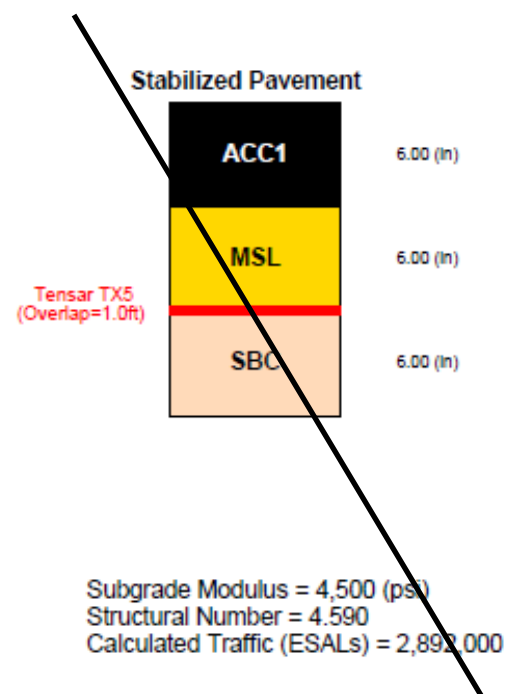 Stabilized Pavement
ACC1
6.00 (in)
MSL
6.00 (in)
Tensar TX5
(Overlap=1.0ft)
SBC
6.00 (in)
Subgrade Modulus = 4,500 (psi)
Structural Number = 4.590
Calculated Traffic (ESALs) = 2,892,000